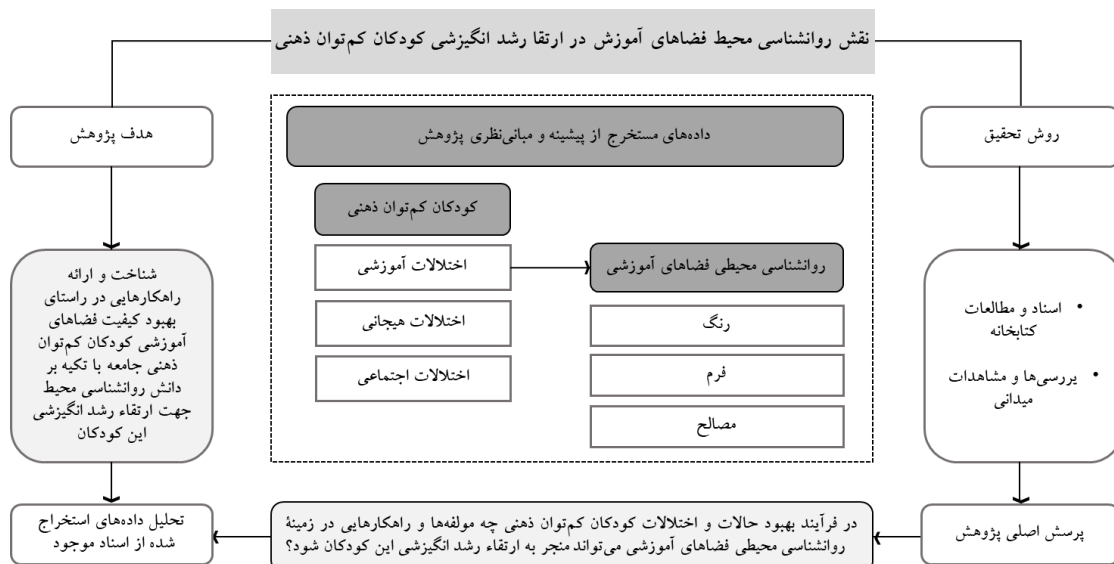 نقش روانشناسی محیط فضاهای آموزش در ارتقا رشد انگیزشی کودکان کم‌توان ذهنی
روش تحقیق
هدف پژوهش
داده‌های مستخرج از پیشینه و مبانی‌نظری پژوهش
کودکان کم‌توان ذهنی
اختلالات آموزشی
اختلالات هیجانی
اختلالات اجتماعی
روانشناسی محیطی فضاهای آموزشی
رنگ
فرم
مصالح
• اسناد و مطالعات
کتابخانه
• بررسی‌ها و مشاهدات
میدانی
شناخت و ارائه
راهکارهایی در راستای
بهبود کیفیت فضاهای
آموزشی کودکان کم‌توان
ذهنی جامعه با تکیه بر
دانش روانشناسی محیط
جهت ارتقاء رشد انگیزشی
این کودکان
پرسش اصلی پژوهش
در فرآیند بهبود حالات و اختلالات کودکان کم‌توان ذهنی چه مولفه‌ها و راهکارهایی در زمینۀ
روانشناسی محیطی فضاهای آموزشی می‌تواند منجر به ارتقاء رشد انگیزشی این کودکان شود؟
تحلیل داده‌های استخراج
شده از اسناد موجود